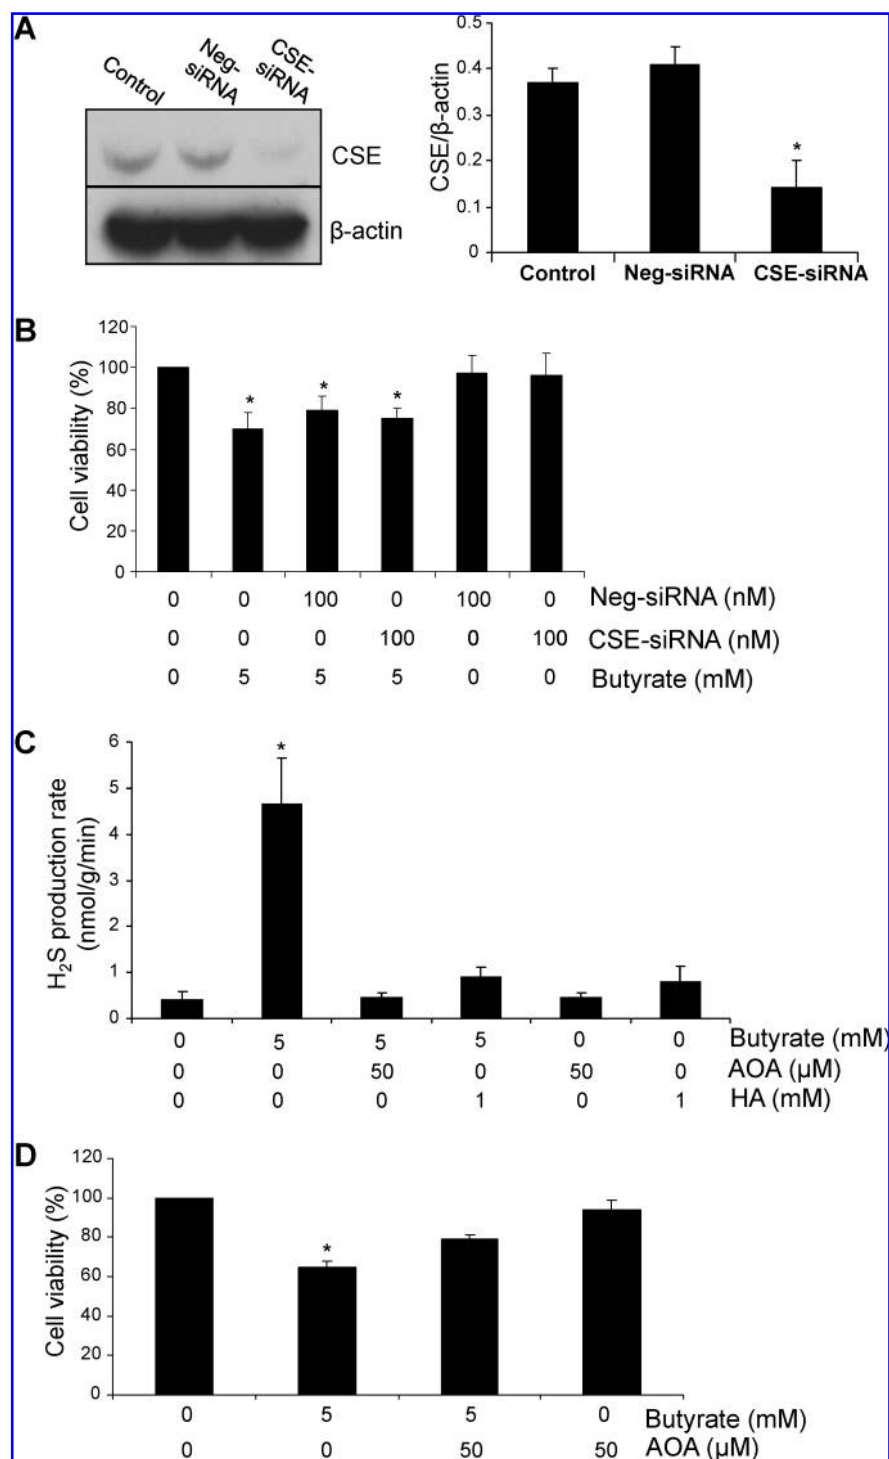 A
Control
Neg-
siRNA
CSE-
siRNA
CSE
β-actin
CSE/β-actin
0.5
0.4
0.3
0.2
0.1
0
Control Neg-siRNA CSE-siRNA
*
B
Cell viability (%)
120
100
80
60
40
20
0
* * *
0 0 100 0 100 0 Neg-siRNA (nM)
0 0 0 100 0 100 CSE-siRNA (nM)
0 5 5 5 0 0 Butyrate (mM)
C
H₂S production rate
(nmol/g/min)
6
5
4
3
2
1
0
*
0 5 5 5 0 0 Butyrate (mM)
0 0 50 0 50 0 AOA (µM)
0 0 0 1 0 1 HA (mM)
D
Cell viability (%)
120
100
80
60
40
20
0
*
0 5 5 0 Butyrate (mM)
0 0 50 50 AOA (µM)